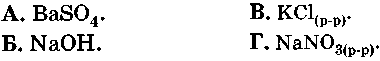 А. BaSO₄.
В. KCl₍р-р₎.
Б. NaOH.
Г. NaNO₃₍р-р₎.